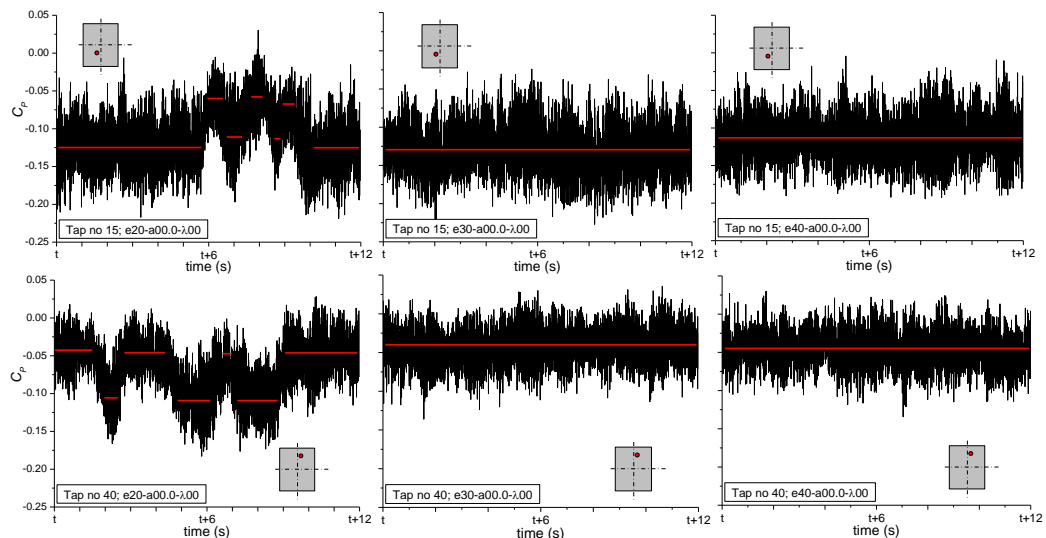 0.05
0.00
-0.05
-0.10
-0.15
-0.20
-0.25
C_P
Tap no 15; e20-a00.0-λ00
t
t+6
t+12
time (s)
Tap no 15; e30-a00.0-λ00
t
t+6
t+12
time (s)
Tap no 15; e40-a00.0-λ00
t
t+6
t+12
time (s)
0.05
0.00
-0.05
-0.10
-0.15
-0.20
-0.25
C_P
Tap no 40; e20-a00.0-λ00
t
t+6
t+12
time (s)
Tap no 40; e30-a00.0-λ00
t
t+6
t+12
time (s)
Tap no 40; e40-a00.0-λ00
t
t+6
t+12
time (s)